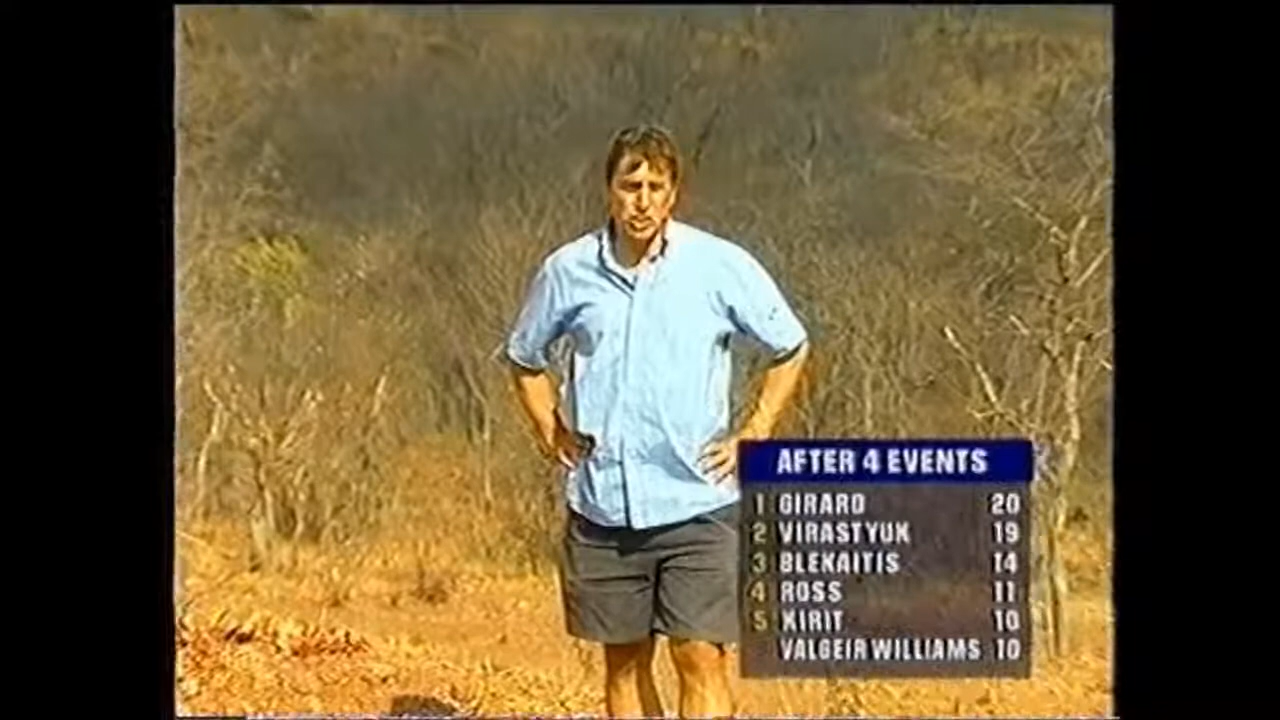 AFTER 4 EVENTS
1 GIRARD 20
2 VIRASTYUK 19
3 BLEKAITIS 14
4 ROSS 11
5 KIRIT 10
VALGEIR WILLIAMS 10